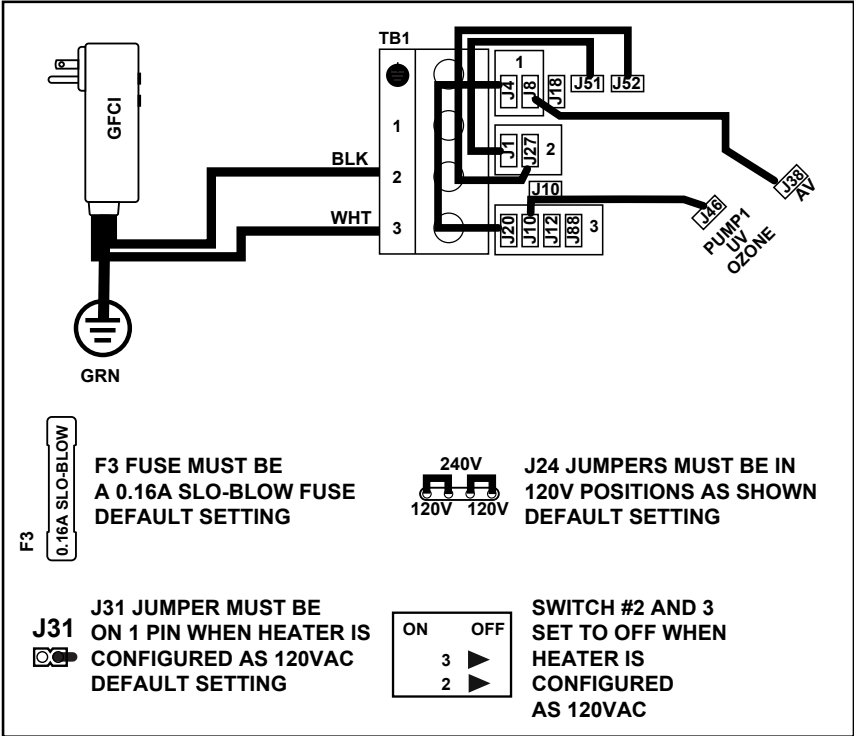 GFCI
BLK
WHT
GRN
TB1
1
2
3
1
J4
J8
J18
J51
J52
J1
J27
2
J10
J20
J10
J12
J88
3
J46
PUMP1
UV
OZONE
J38
AV
F3
0.16A SLO-BLOW
F3 FUSE MUST BE
A 0.16A SLO-BLOW FUSE
DEFAULT SETTING
240V
120V 120V
J24 JUMPERS MUST BE IN
120V POSITIONS AS SHOWN
DEFAULT SETTING
J31
J31 JUMPER MUST BE
ON 1 PIN WHEN HEATER IS
CONFIGURED AS 120VAC
DEFAULT SETTING
ON OFF
3
2
SWITCH #2 AND 3
SET TO OFF WHEN
HEATER IS
CONFIGURED
AS 120VAC